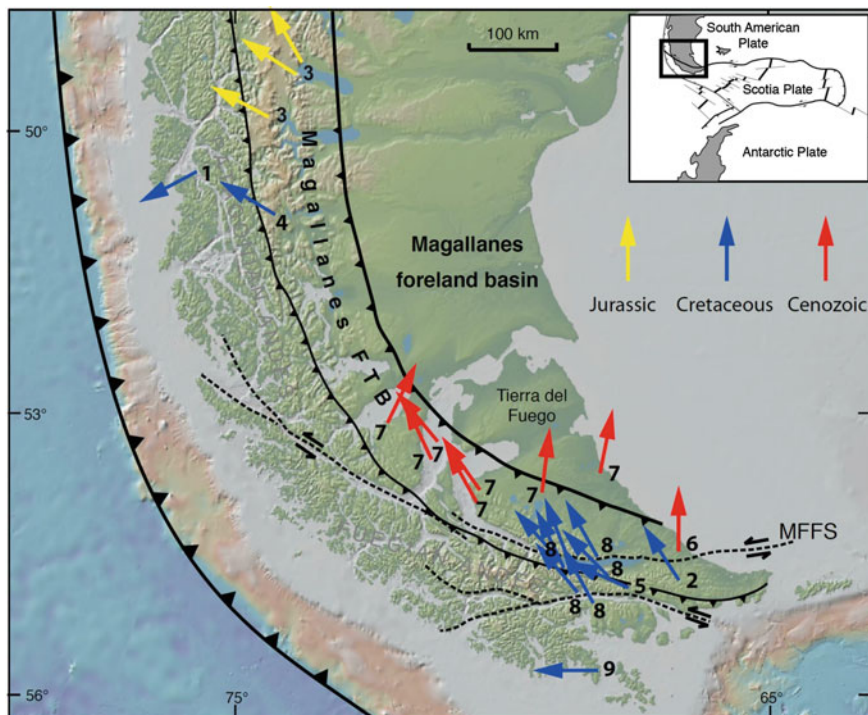 100 km
South American
Plate
Scotia Plate
Antarctic Plate
50°
53°
56°
75°
65°
3
3
1
4
Magallanes FTB
Magallanes
foreland basin
Jurassic
Cretaceous
Cenozoic
Tierra del
Fuego
7
7
7
7
7
7
7
6
MFFS
8
8
8
5
2
8
8
9